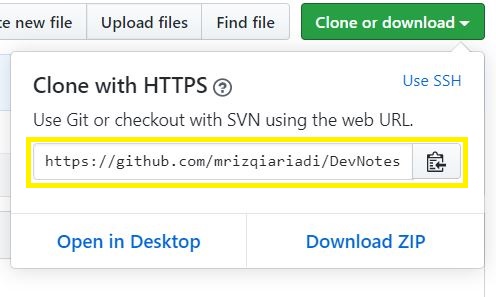 te new file Upload files Find file Clone or download
Clone with HTTPS ? Use SSH
Use Git or checkout with SVN using the web URL.
https://github.com/mrizqiariadi/DevNotes
Open in Desktop Download ZIP